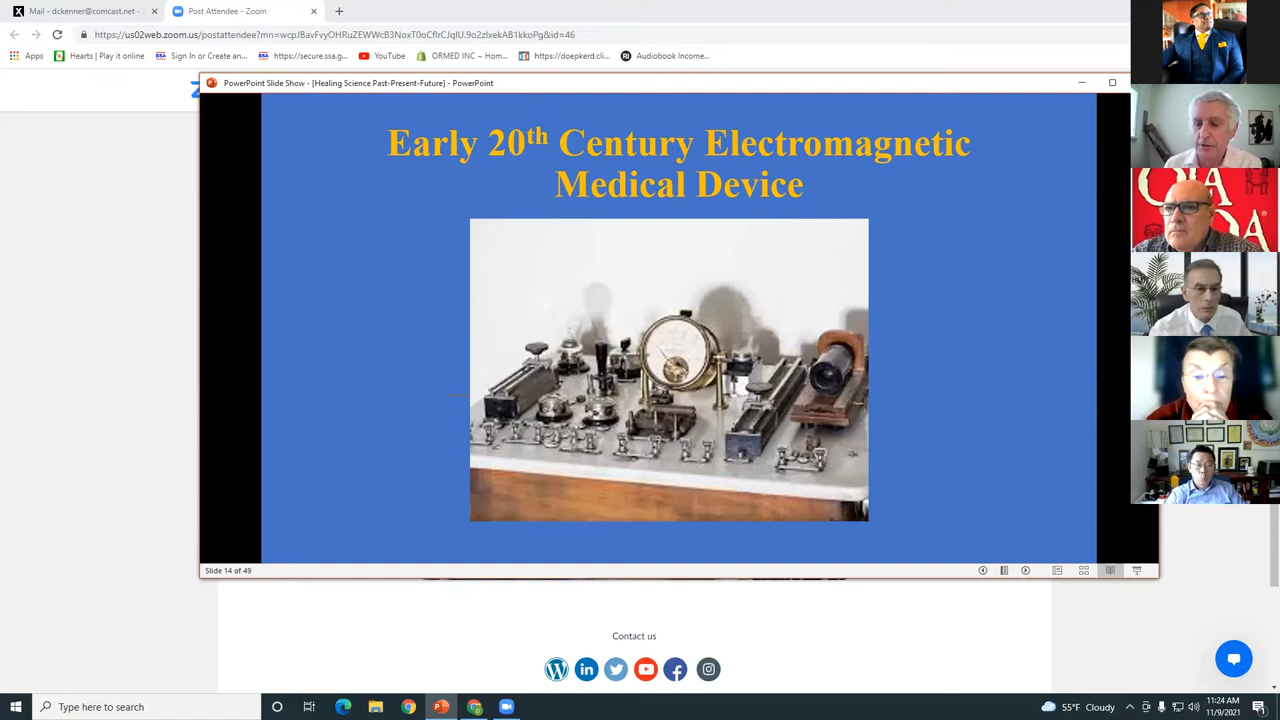 Mail - dckenner@comcast.net - Zoom
Post Attendee - Zoom
https://us02web.zoom.us/postattendee?mn=wcpJBavFvyOHRuZEWWcB3NoxT0oCflrCJqIU.9o2zIxekAB1kkoPg&id=46
Apps
Hearts | Play it online
Sign In or Create an...
https://secure.ssa.g...
YouTube
ORMED INC ~ Home...
https://doepkerd.cli...
Audiobook Income...
PowerPoint Slide Show - [Healing Science Past-Present-Future] - PowerPoint
Early 20th Century Electromagnetic
Medical Device
Slide 14 of 49
Contact us
Type here to search
55°F Cloudy
11:24 AM
11/9/2021